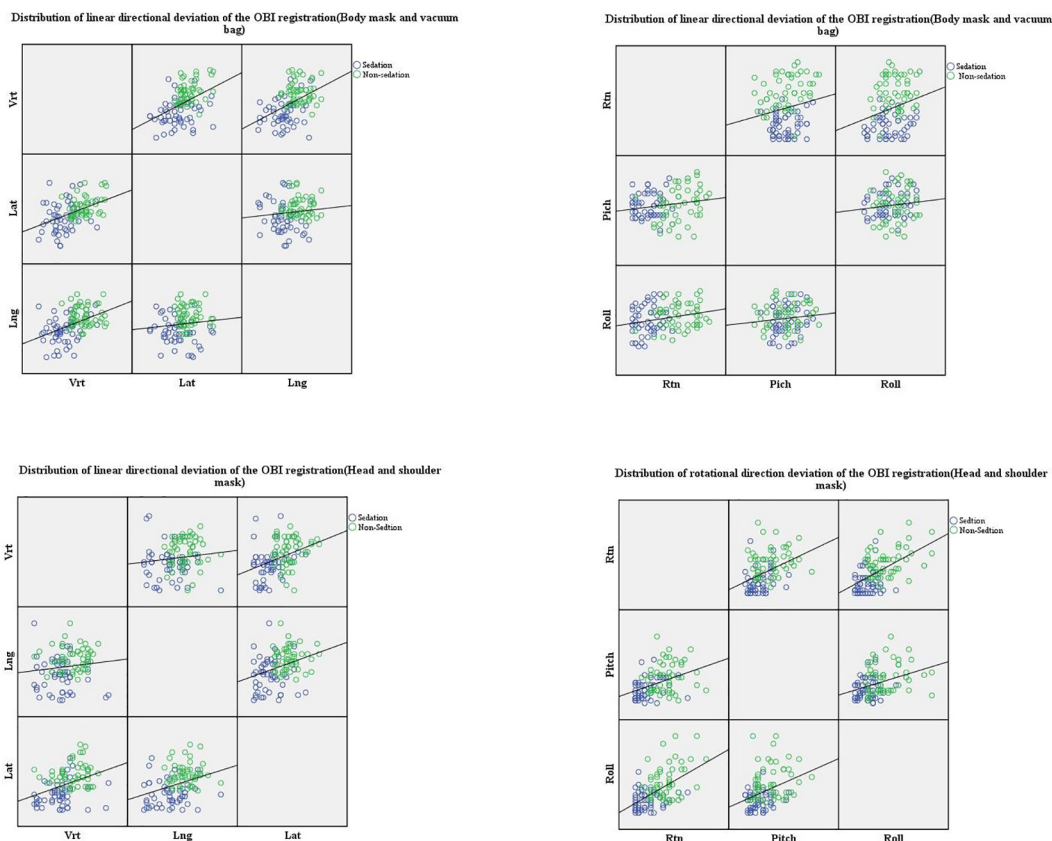 Distribution of linear directional deviation of the OBI registration(Body mask and vacuum
bag)
Sedation
Non-sedation
Vrt
Lat
Lng
Vrt
Lat
Lng
Distribution of linear directional deviation of the OBI registration(Body mask and vacuum
bag)
Sedation
Non-sedation
Rtn
Pich
Roll
Rtn
Pich
Roll
Distribution of linear directional deviation of the OBI registration(Head and shoulder
mask)
Sedation
Non-Sedtion
Vrt
Lng
Lat
Vrt
Lng
Lat
Distribution of rotational direction deviation of the OBI registration(Head and shoulder
mask)
Sedtion
Non-Sedtion
Rtn
Pitch
Roll
Rtn
Pitch
Roll